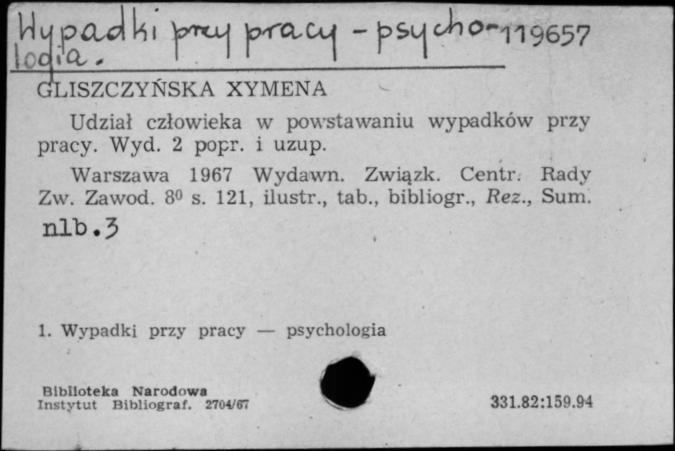 Wypadki przy pracy - psycho- 119657
logia.
GLISZCZYŃSKA XYMENA
Udział człowieka w powstawaniu wypadków przy
pracy. Wyd. 2 popr. i uzup.
Warszawa 1967 Wydawn. Związk. Centr. Rady
Zw. Zawod. 8⁰ s. 121, ilustr., tab., bibliogr., Rez., Sum.
nlb. 3
1. Wypadki przy pracy — psychologia
Biblioteka Narodowa
Instytut Bibliograf. 2704/67
331.82:159.94